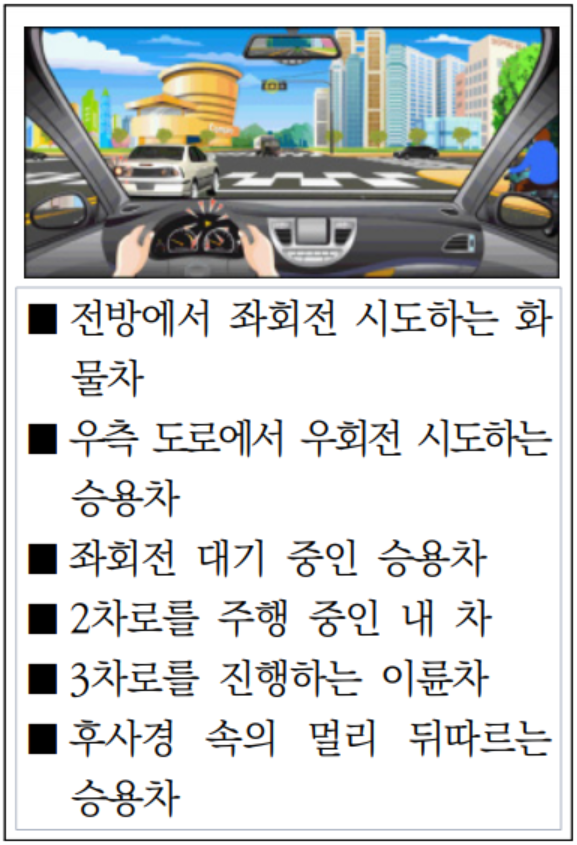 ■ 전방에서 좌회전 시도하는 화
물차
■ 우측 도로에서 우회전 시도하는
승용차
■ 좌회전 대기 중인 승용차
■ 2차로를 주행 중인 내 차
■ 3차로를 진행하는 이륜차
■ 후사경 속의 멀리 뒤따르는
승용차